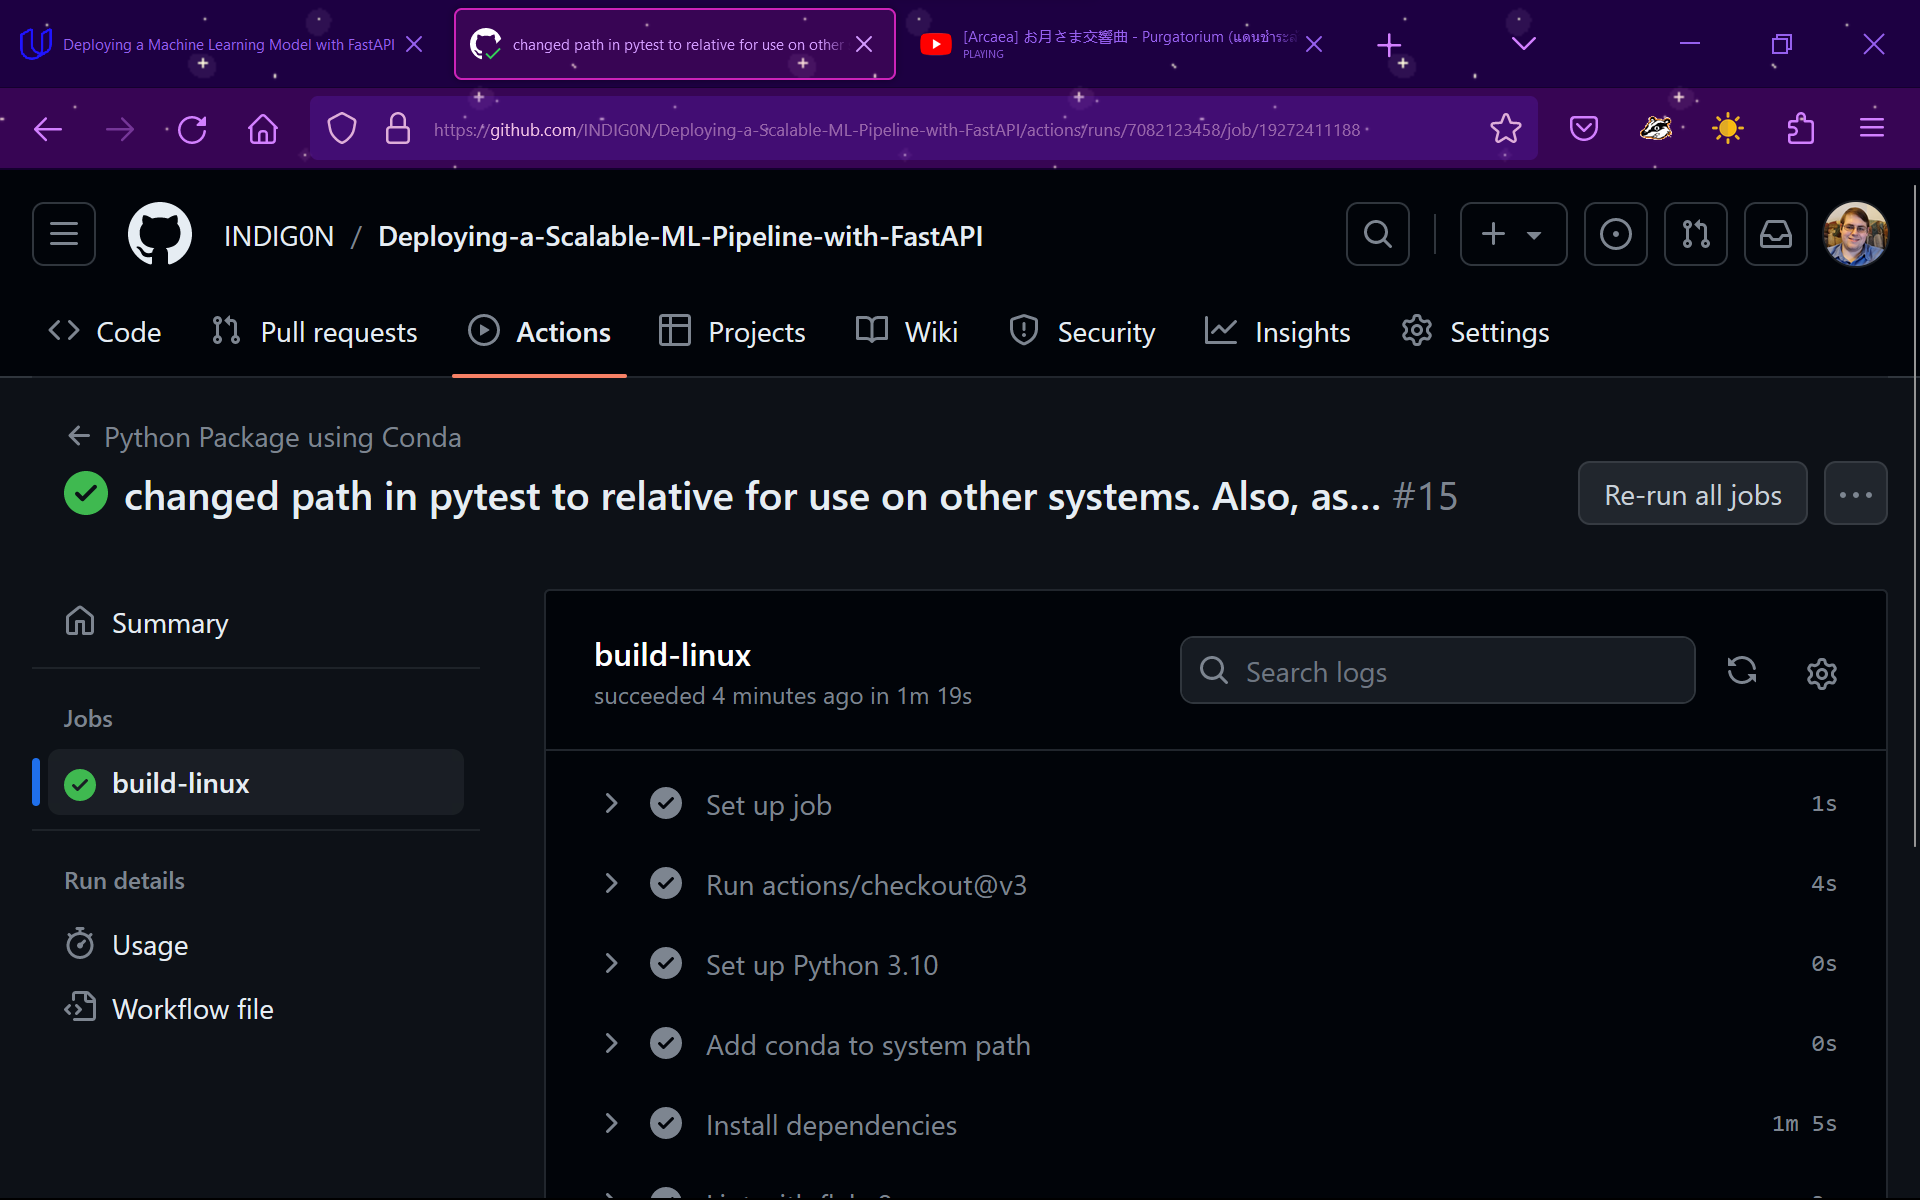 Deploying a Machine Learning Model with FastAPI
changed path in pytest to relative for use on other
[Arcaea] お月さま交響曲 - Purgatorium (แดนชำระล้
PLAYING
https://github.com/INDIG0N/Deploying-a-Scalable-ML-Pipeline-with-FastAPI/actions/runs/7082123458/job/19272411188
INDIG0N / Deploying-a-Scalable-ML-Pipeline-with-FastAPI
Code
Pull requests
Actions
Projects
Wiki
Security
Insights
Settings
Python Package using Conda
changed path in pytest to relative for use on other systems. Also, as... #15
Re-run all jobs
Summary
Jobs
build-linux
Run details
Usage
Workflow file
build-linux
succeeded 4 minutes ago in 1m 19s
Search logs
Set up job
1s
Run actions/checkout@v3
4s
Set up Python 3.10
0s
Add conda to system path
0s
Install dependencies
1m 5s